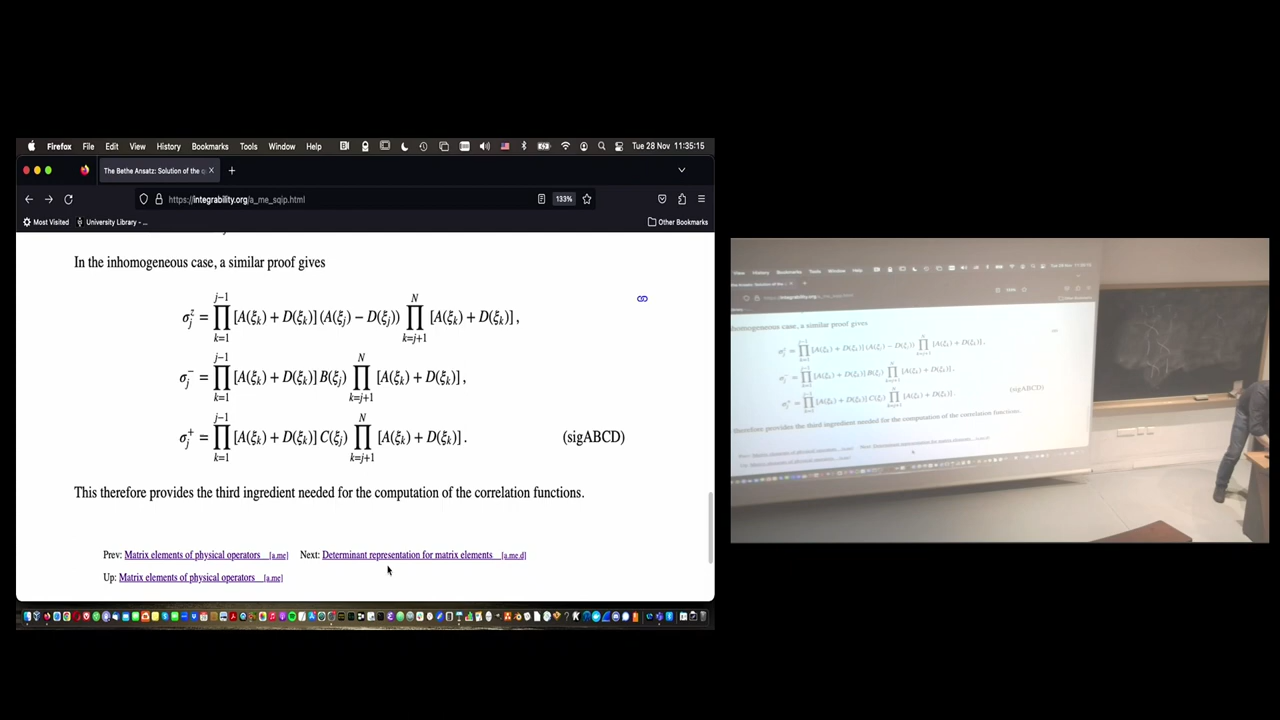 Firefox File Edit View History Bookmarks Tools Window Help Tue 28 Nov 11:35:15
The Bethe Ansatz: Solution of the q
https://integrability.org/a_me_sqip.html 133%
Most Visited University Library - ... Other Bookmarks
In the inhomogeneous case, a similar proof gives
σ_j^z = ∏_{k=1}^{j−1} [A(ξ_k) + D(ξ_k)] (A(ξ_j) − D(ξ_j)) ∏_{k=j+1}^{N} [A(ξ_k) + D(ξ_k)] ,
σ_j^− = ∏_{k=1}^{j−1} [A(ξ_k) + D(ξ_k)] B(ξ_j) ∏_{k=j+1}^{N} [A(ξ_k) + D(ξ_k)] ,
σ_j^+ = ∏_{k=1}^{j−1} [A(ξ_k) + D(ξ_k)] C(ξ_j) ∏_{k=j+1}^{N} [A(ξ_k) + D(ξ_k)] . (sigABCD)
This therefore provides the third ingredient needed for the computation of the correlation functions.
Prev: Matrix elements of physical operators [a.me] Next: Determinant representation for matrix elements [a.me.d]
Up: Matrix elements of physical operators [a.me]